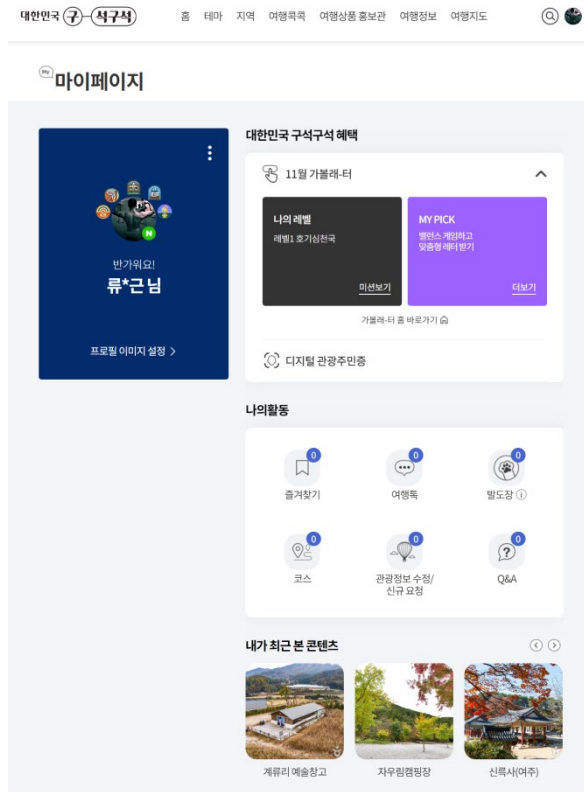 대한민국 구석구석
홈 테마 지역 여행콕콕 여행상품 홍보관 여행정보 여행지도
My
마이페이지
반가워요!
류*근님
프로필 이미지 설정 >
대한민국 구석구석 혜택
11월 가볼래-터
나의 레벨
레벨1 호기심천국
미션보기
MY PICK
밸런스 게임하고
맞춤형 레터 받기
더보기
가볼래-터 홈 바로가기
디지털 관광주민증
나의활동
0 0 0
즐겨찾기 여행톡 발도장 i
0 0 0
코스 관광정보 수정/ Q&A
신규 요청
내가 최근 본 콘텐츠
계류리 예술창고 자우림캠핑장 신륵사(여주)